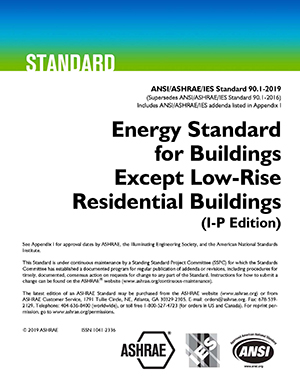 STANDARD
ANSI/ASHRAE/IES Standard 90.1-2019
(Supersedes ANSI/ASHRAE/IES Standard 90.1-2016)
Includes ANSI/ASHRAE/IES addenda listed in Appendix I
Energy Standard
for Buildings
Except Low-Rise
Residential Buildings
(I-P Edition)
See Appendix I for approval dates by ASHRAE, the Illuminating Engineering Society, and the American National Standards
Institute.
This Standard is under continuous maintenance by a Standing Standard Project Committee (SSPC) for which the Standards
Committee has established a documented program for regular publication of addenda or revisions, including procedures for
timely, documented, consensus action on requests for change to any part of the Standard. Instructions for how to submit a
change can be found on the ASHRAE® website (www.ashrae.org/continuous-maintenance).
The latest edition of an ASHRAE Standard may be purchased from the ASHRAE website (www.ashrae.org) or from
ASHRAE Customer Service, 1791 Tullie Circle, NE, Atlanta, GA 30329-2305. E-mail: orders@ashrae.org. Fax: 678-539-
2129. Telephone: 404-636-8400 (worldwide), or toll free 1-800-527-4723 (for orders in US and Canada). For reprint per-
mission, go to www.ashrae.org/permissions.
© 2019 ASHRAE ISSN 1041-2336
ASHRAE
IES
ANSI
www.ansi.org